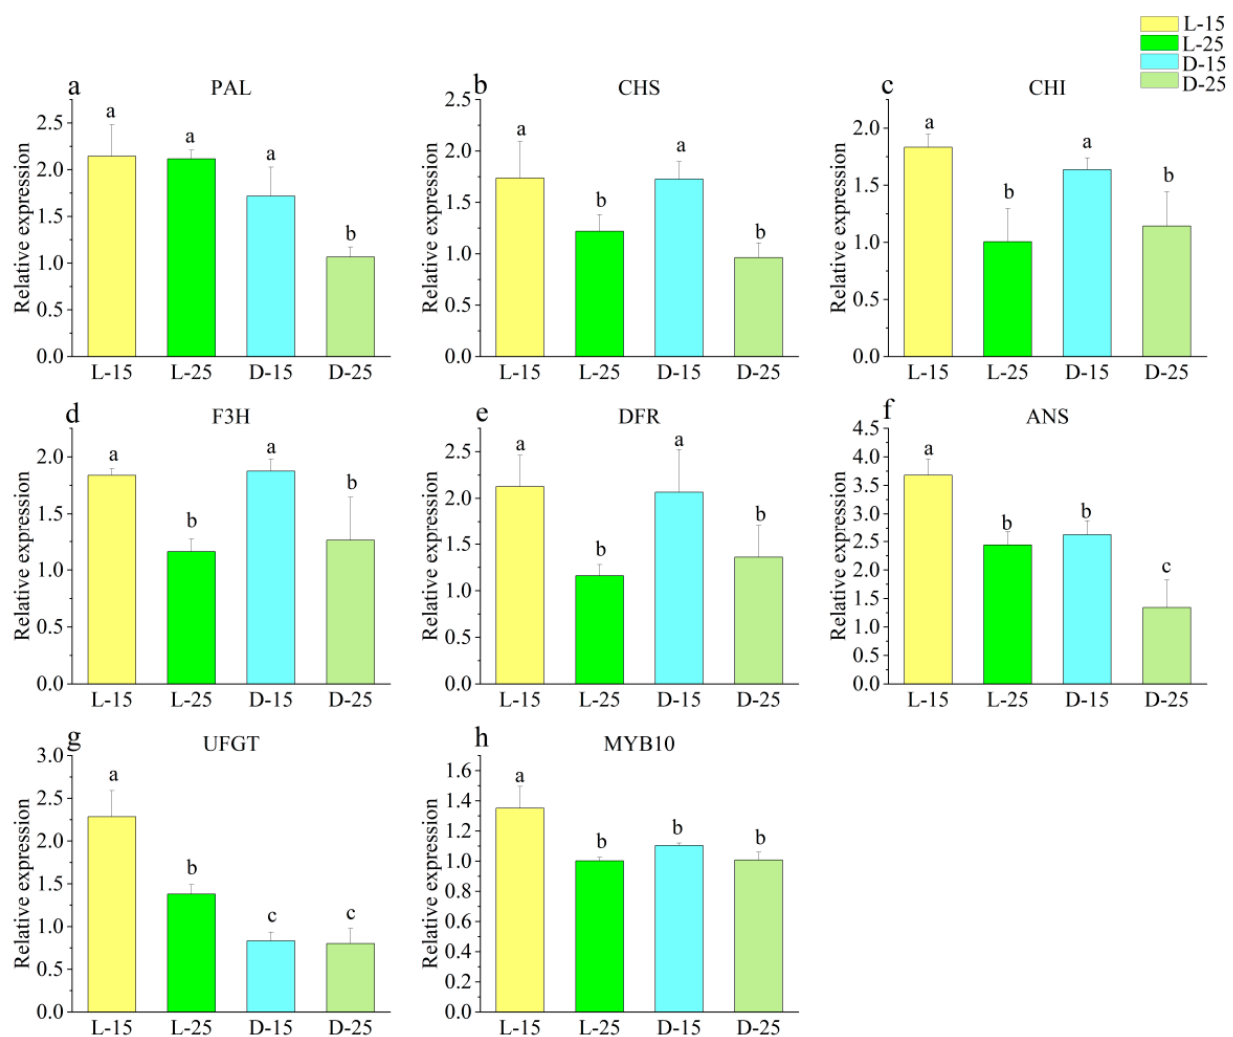 L-15
L-25
D-15
D-25
a PAL
Relative expression
2.5
2.0
1.5
1.0
0.5
0.0
a a a b
L-15 L-25 D-15 D-25
b CHS
Relative expression
2.5
2.0
1.5
1.0
0.5
0.0
a b a b
L-15 L-25 D-15 D-25
c CHI
Relative expression
2.0
1.5
1.0
0.5
0.0
a b a b
L-15 L-25 D-15 D-25
d F3H
Relative expression
2.0
1.5
1.0
0.5
0.0
a b a b
L-15 L-25 D-15 D-25
e DFR
Relative expression
2.5
2.0
1.5
1.0
0.5
0.0
a b a b
L-15 L-25 D-15 D-25
f ANS
Relative expression
4.5
4.0
3.5
3.0
2.5
2.0
1.5
1.0
0.5
0.0
a b b c
L-15 L-25 D-15 D-25
g UFGT
Relative expression
3.0
2.5
2.0
1.5
1.0
0.5
0.0
a b c c
L-15 L-25 D-15 D-25
h MYB10
Relative expression
1.6
1.4
1.2
1.0
0.8
0.6
0.4
0.2
0.0
a b b b
L-15 L-25 D-15 D-25